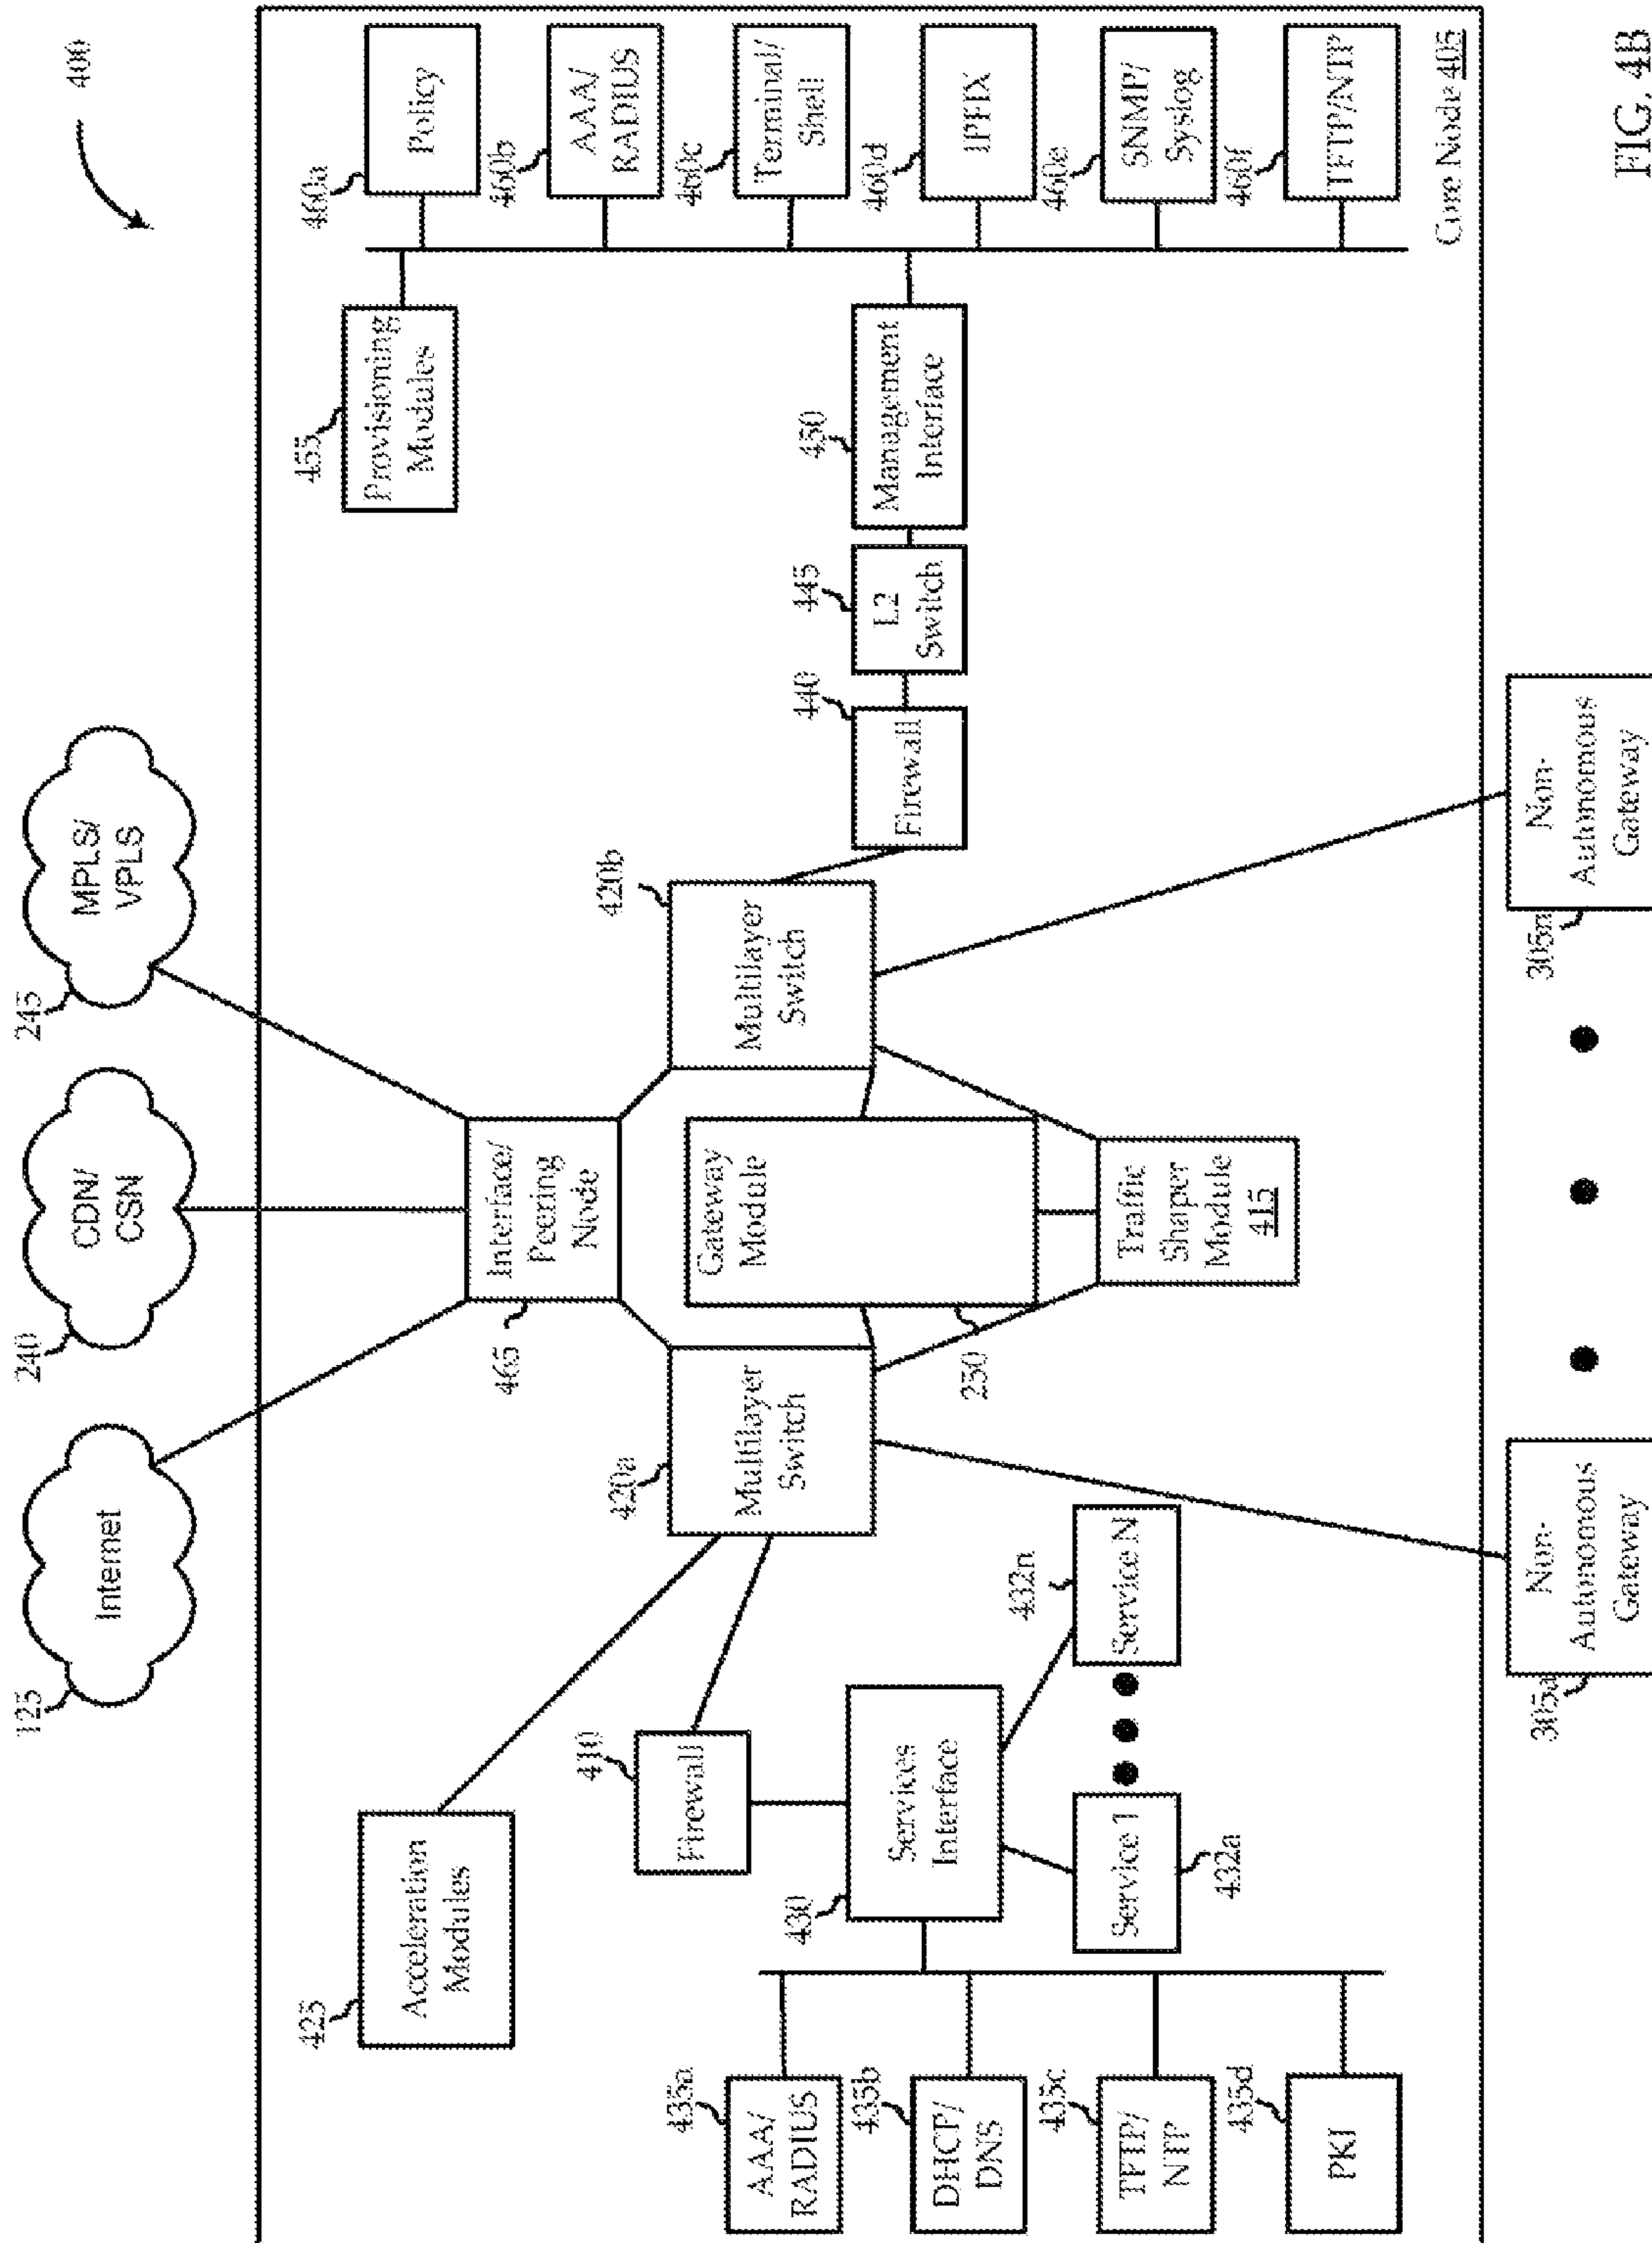 400
125
Internet
240
CDN/
CSN
245
MPLS/
VPLS
425
Acceleration
Modules
465
Interface/
Peering
Node
455
Provisioning
Modules
460a
Policy
460b
AAA/
RADIUS
460c
Terminal/
Shell
460d
IPFIX
460e
SNMP/
Syslog
460f
TFTP/NTP
410
Firewall
420a
Multilayer
Switch
Gateway
Module
230
420b
Multilayer
Switch
440
Firewall
445
L2
Switch
450
Management
Interface
435a
AAA/
RADIUS
435b
DHCP/
DNS
435c
TFTP/
NTP
435d
PKI
430
Services
Interface
Service 1
432a
432n
Service N
Traffic
Shaper
Module
415
Core Node 405
305a
Non-
Autonomous
Gateway
305n
Non-
Autonomous
Gateway
FIG. 4B